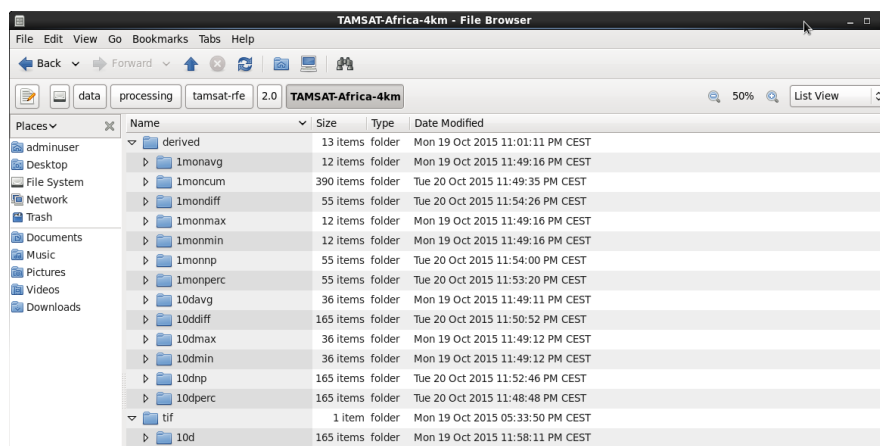 TAMSAT-Africa-4km - File Browser
File Edit View Go Bookmarks Tabs Help
Back Forward
data processing tamsat-rfe 2.0 TAMSAT-Africa-4km 50% List View
Places Name Size Type Date Modified
adminuser
Desktop
File System
Network
Trash
Documents
Music
Pictures
Videos
Downloads
derived 13 items folder Mon 19 Oct 2015 11:01:11 PM CEST
1monavg 12 items folder Mon 19 Oct 2015 11:49:16 PM CEST
1moncum 390 items folder Tue 20 Oct 2015 11:49:35 PM CEST
1mondiff 55 items folder Tue 20 Oct 2015 11:54:26 PM CEST
1monmax 12 items folder Mon 19 Oct 2015 11:49:16 PM CEST
1monmin 12 items folder Mon 19 Oct 2015 11:49:16 PM CEST
1monnp 55 items folder Tue 20 Oct 2015 11:54:00 PM CEST
1monperc 55 items folder Tue 20 Oct 2015 11:53:20 PM CEST
10davg 36 items folder Mon 19 Oct 2015 11:49:11 PM CEST
10ddiff 165 items folder Tue 20 Oct 2015 11:50:52 PM CEST
10dmax 36 items folder Mon 19 Oct 2015 11:49:12 PM CEST
10dmin 36 items folder Mon 19 Oct 2015 11:49:12 PM CEST
10dnp 165 items folder Tue 20 Oct 2015 11:52:46 PM CEST
10dperc 165 items folder Tue 20 Oct 2015 11:48:48 PM CEST
tif 1 item folder Mon 19 Oct 2015 05:33:50 PM CEST
10d 165 items folder Mon 19 Oct 2015 11:58:11 PM CEST